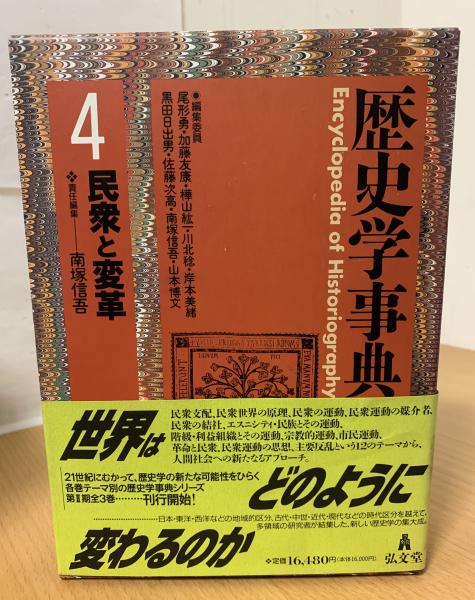 歴史学事典
Encyclopedia of Historiography
●編集委員
尾形勇・加藤友康・樺山紘一・川北稔・岸本美緒
黒田日出男・佐藤次高・南塚信吾・山本博文
4
民衆と変革
❖責任編集――南塚信吾
世界は
どのように
変わるのか
民衆支配、民衆世界の原理、民衆の運動、民衆運動の媒介者、
民衆の結社、エスニシティ・民族とその運動、
階級・利益組織とその運動、宗教的運動、市民運動、
革命と民衆、民衆運動の思想、主要反乱という12のテーマから、
人間社会への新たなるアプローチ。
21世紀にむかって、歴史学の新たな可能性をひらく
各巻テーマ別の歴史学事典シリーズ
第Ⅱ期全3巻………刊行開始!
………日本・東洋・西洋などの地域的区分、古代・中世・近代・現代などの時代区分を越えて、
多領域の研究者が結集した、新しい歴史学の集大成。
❖定価16,480円(本体16,000円)
弘文堂